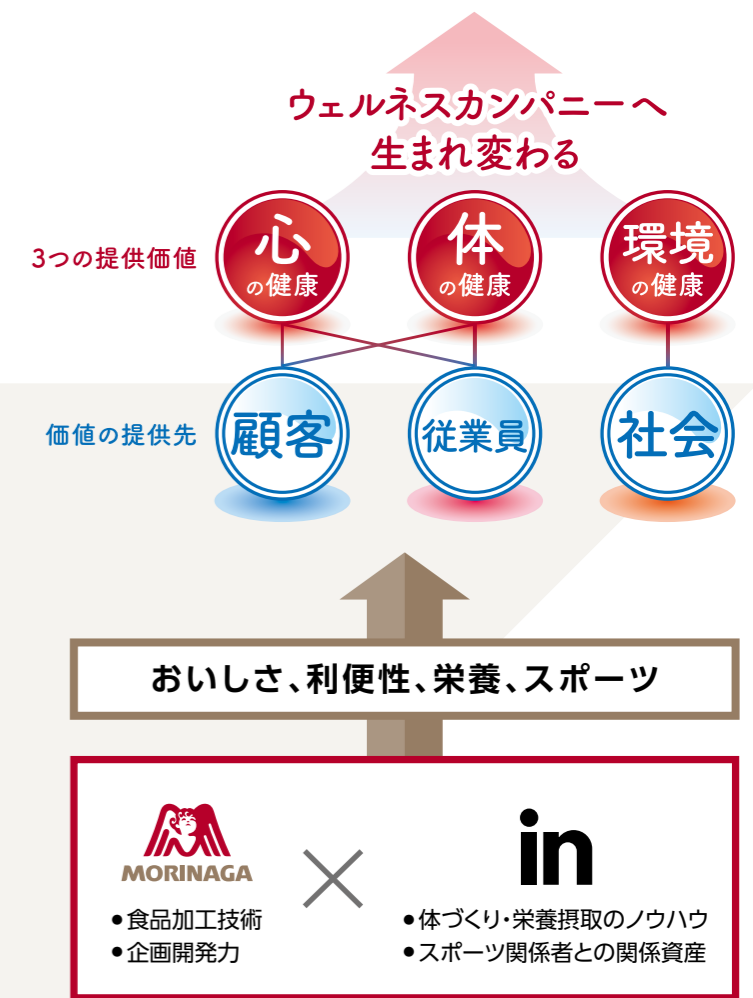 ウェルネスカンパニーへ
生まれ変わる
3つの提供価値
心
の健康
体
の健康
環境
の健康
価値の提供先
顧客
従業員
社会
おいしさ、利便性、栄養、スポーツ
MORINAGA
×
in
●食品加工技術
●企画開発力
●体づくり・栄養摂取のノウハウ
●スポーツ関係者との関係資産